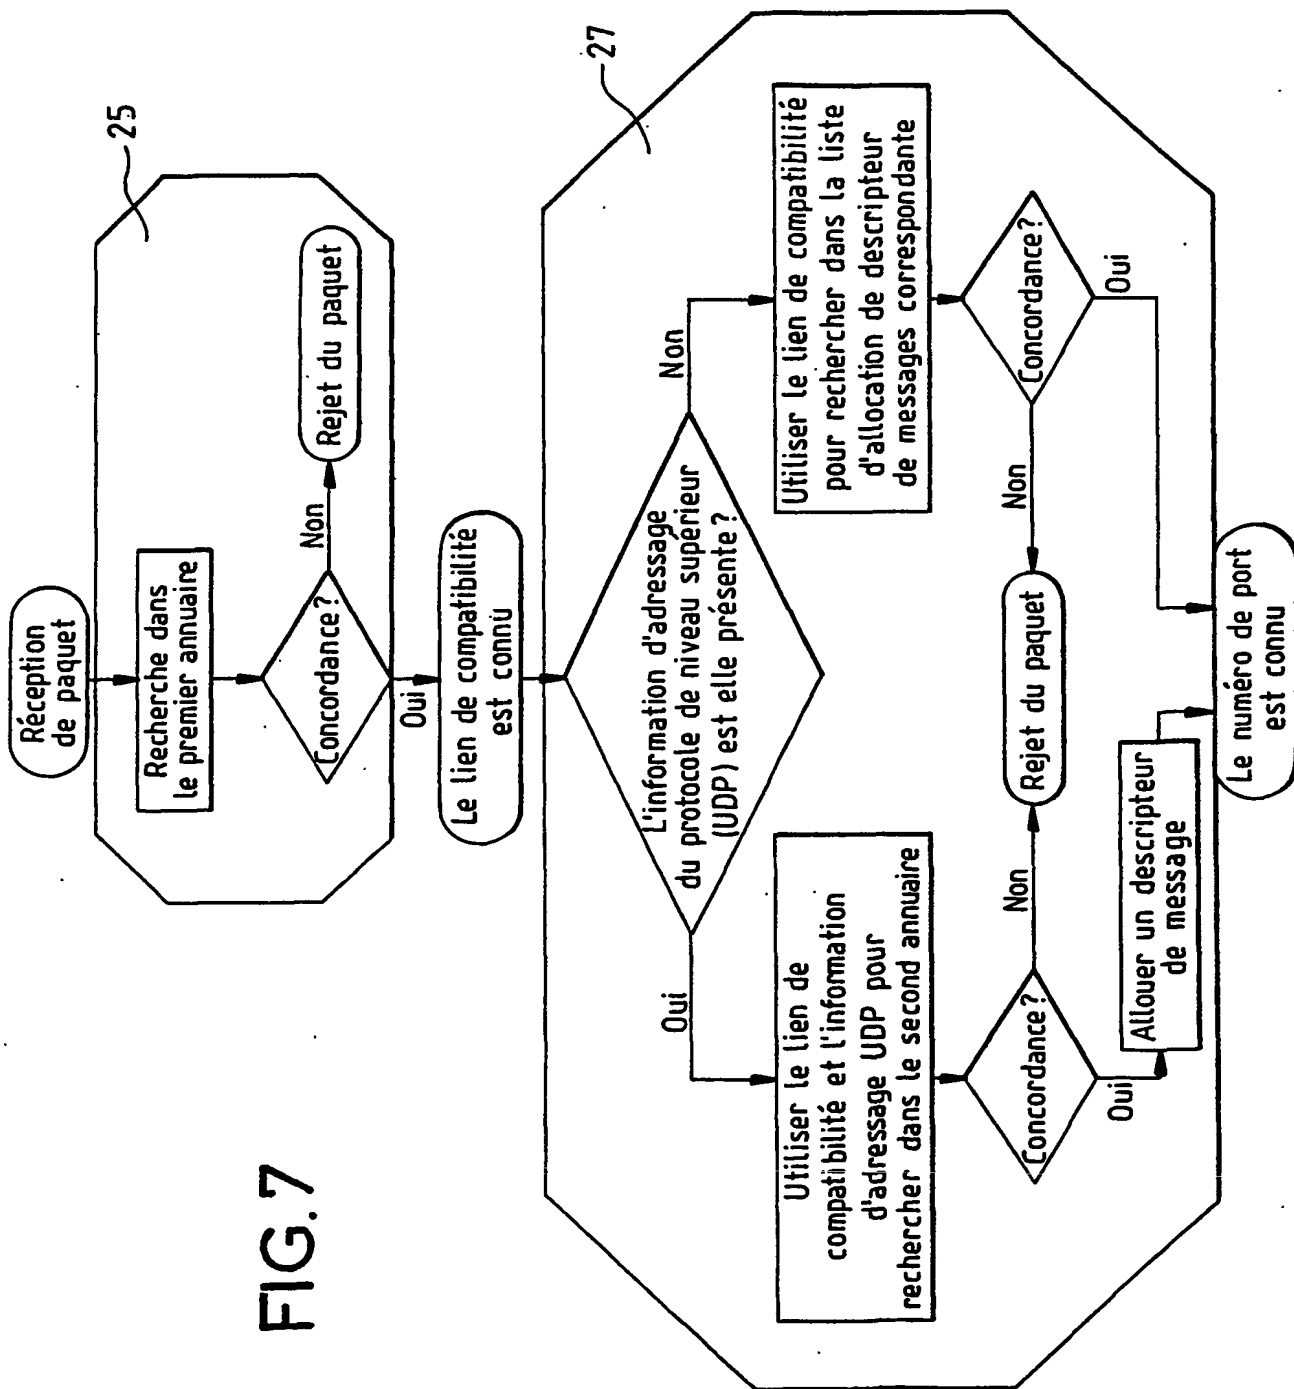 FIG.7
Réception
de paquet
25
Recherche dans
le premier annuaire
Concordance?
Non
Rejet du paquet
Oui
Le lien de compatibilité
est connu
27
L'information d'adressage
du protocole de niveau supérieur
(UDP) est elle présente?
Oui
Non
Utiliser le lien de
compatibilité et l'information
d'adressage UDP pour
rechercher dans le second annuaire
Utiliser le lien de compatibilité
pour rechercher dans la liste
d'allocation de descripteur
de messages correspondante
Concordance?
Non
Rejet du paquet
Non
Concordance?
Oui
Oui
Allouer un descripteur
de message
Le numéro de port
est connu